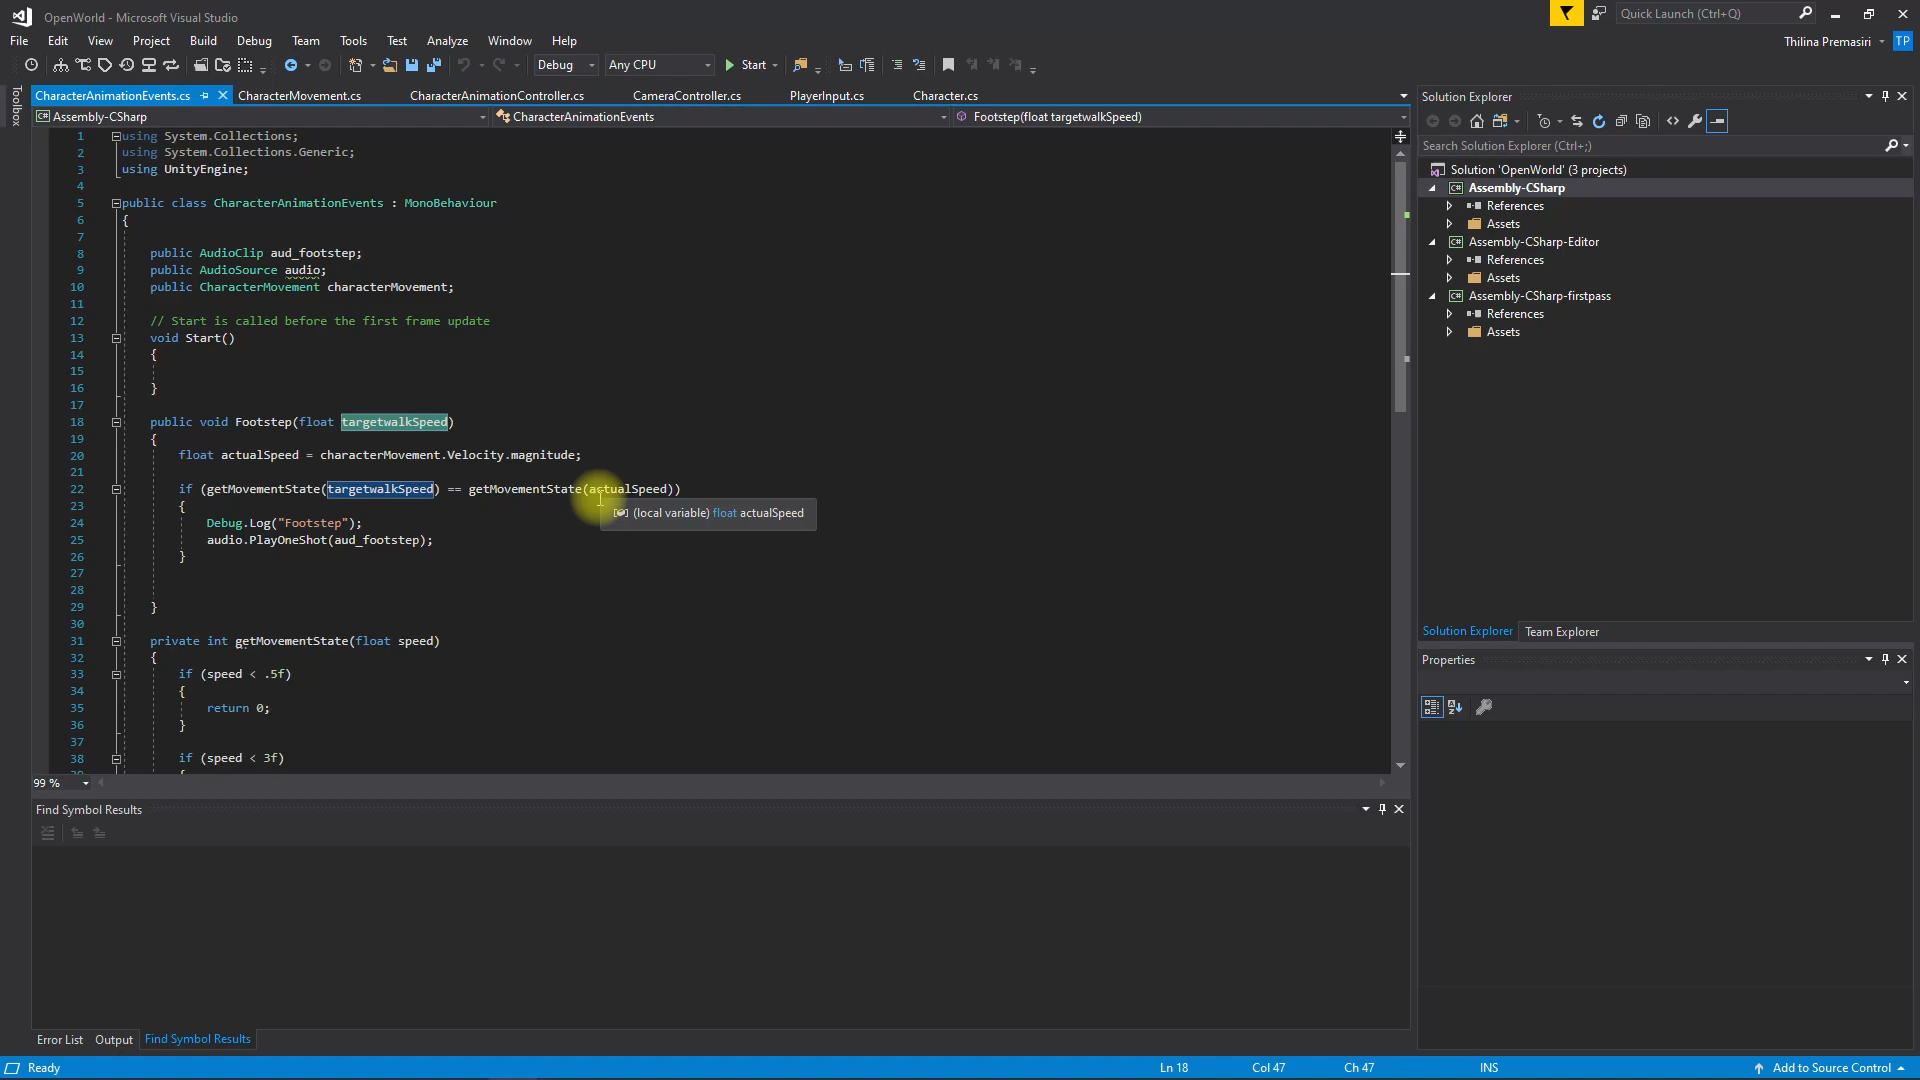 OpenWorld - Microsoft Visual Studio
Quick Launch (Ctrl+Q)
File Edit View Project Build Debug Team Tools Test Analyze Window Help
Thilina Premasiri TP
Debug Any CPU Start
Toolbox
CharacterAnimationEvents.cs CharacterMovement.cs CharacterAnimationController.cs CameraController.cs PlayerInput.cs Character.cs
Assembly-CSharp CharacterAnimationEvents Footstep(float targetwalkSpeed)
1 using System.Collections;
2 using System.Collections.Generic;
3 using UnityEngine;
4
5 public class CharacterAnimationEvents : MonoBehaviour
6 {
7
8 public AudioClip aud_footstep;
9 public AudioSource audio;
10 public CharacterMovement characterMovement;
11
12 // Start is called before the first frame update
13 void Start()
14 {
15
16 }
17
18 public void Footstep(float targetwalkSpeed)
19 {
20 float actualSpeed = characterMovement.Velocity.magnitude;
21
22 if (getMovementState(targetwalkSpeed) == getMovementState(actualSpeed))
23 {
(local variable) float actualSpeed
24 Debug.Log("Footstep");
25 audio.PlayOneShot(aud_footstep);
26 }
27
28
29 }
30
31 private int getMovementState(float speed)
32 {
33 if (speed < .5f)
34 {
35 return 0;
36 }
37
38 if (speed < 3f)
99 %
Find Symbol Results
Error List Output Find Symbol Results
Solution Explorer
Search Solution Explorer (Ctrl+;)
Solution 'OpenWorld' (3 projects)
C# Assembly-CSharp
References
Assets
C# Assembly-CSharp-Editor
References
Assets
C# Assembly-CSharp-firstpass
References
Assets
Solution Explorer Team Explorer
Properties
Ready Ln 18 Col 47 Ch 47 INS Add to Source Control